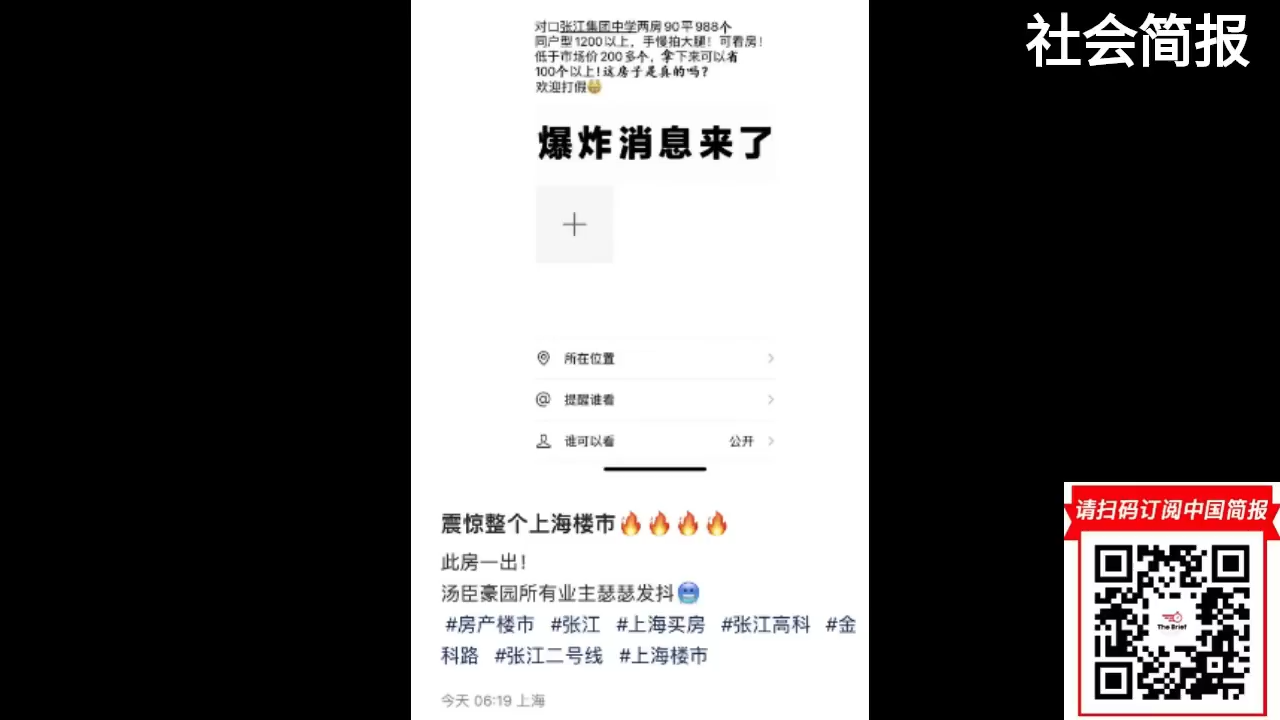 社会简报
对口张江集团中学两房90平988个
同户型1200以上，手慢拍大腿！可看房！
低于市场价200多个，拿下来可以省
100个以上！这房子是真的吗？
欢迎打假😁
爆炸消息来了
所在位置
提醒谁看
谁可以看 公开
震惊整个上海楼市🔥🔥🔥🔥
此房一出！
汤臣豪园所有业主瑟瑟发抖🥶
#房产楼市 #张江 #上海买房 #张江高科 #金
科路 #张江二号线 #上海楼市
今天 06:19 上海
请扫码订阅中国简报
The Brief